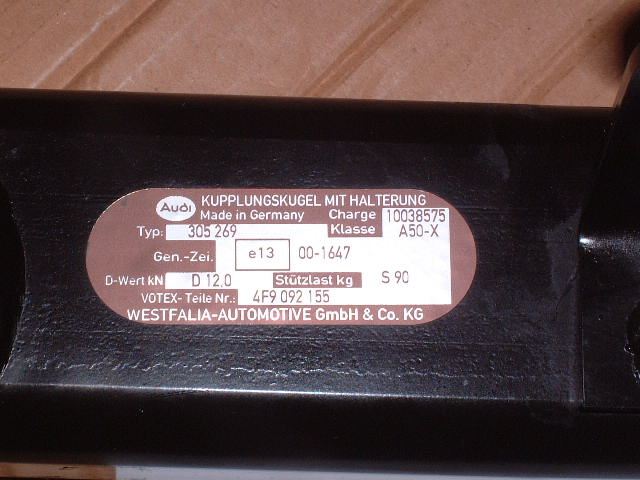 Audi KUPPLUNGSKUGEL MIT HALTERUNG
Made in Germany Charge 10038575
Typ: 305 269 Klasse A50-X
Gen.-Zei. e13 00-1647
D-Wert kN D 12,0 Stützlast kg S 90
VOTEX- Teile Nr.: 4F9 092 155
WESTFALIA-AUTOMOTIVE GmbH & Co. KG